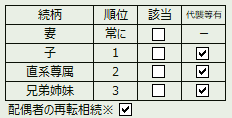 続柄 順位 該当 代襲等有
妻 常に ー
子 1
直系尊属 2
兄弟姉妹 3
配偶者の再転相続※